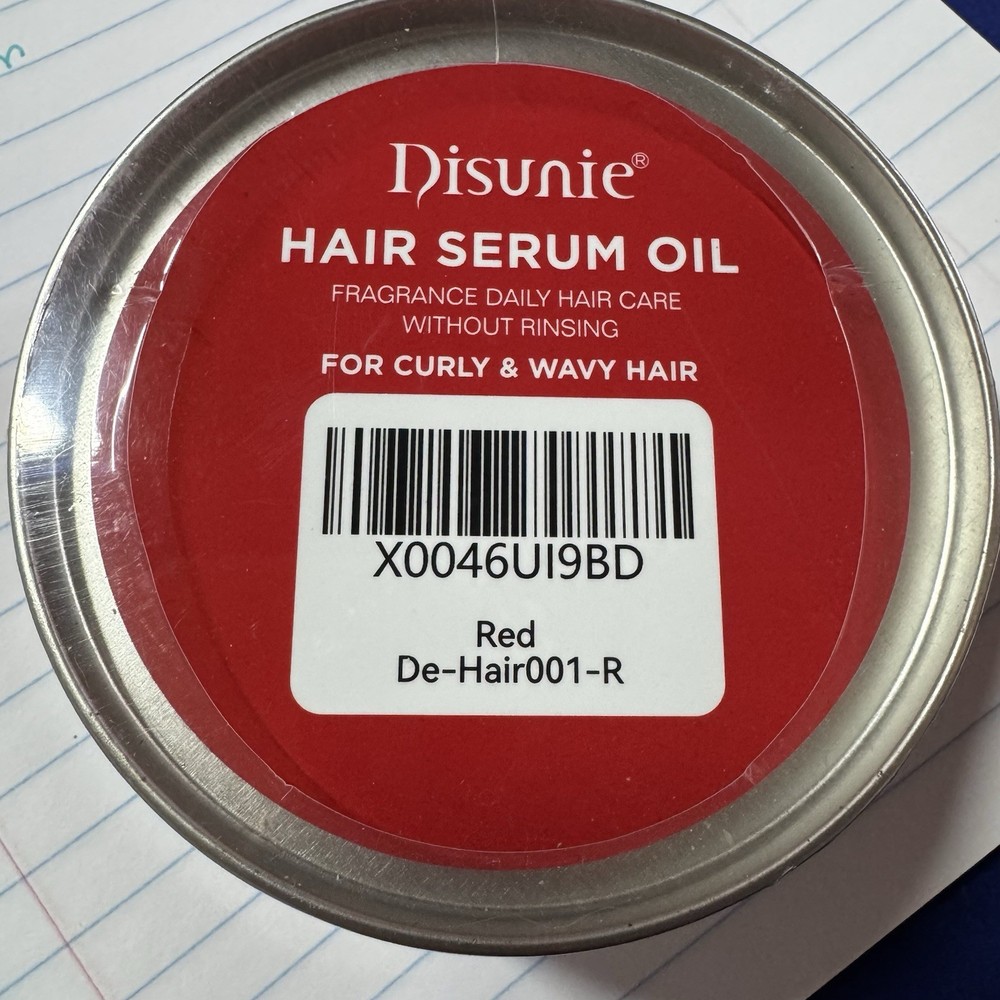 Disunie®
HAIR SERUM OIL
FRAGRANCE DAILY HAIR CARE
WITHOUT RINSING
FOR CURLY & WAVY HAIR
X0046UI9BD
Red
De-Hair001-R